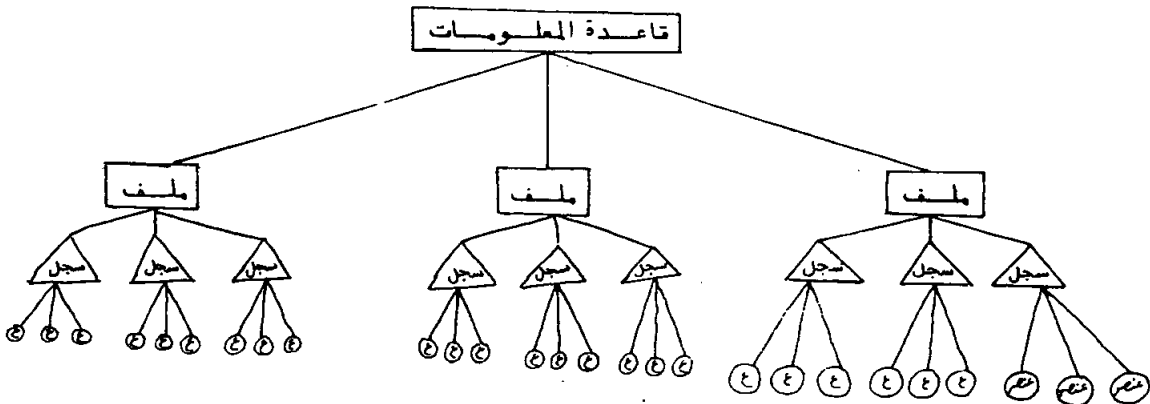 قاعدة المعلومات
ملف ملف ملف
سجل سجل سجل سجل سجل سجل سجل سجل سجل
عنصر عنصر عنصر ع ع ع ع ع ع ع ع ع ع ع ع ع ع ع ع ع ع ع ع ع ع ع ع